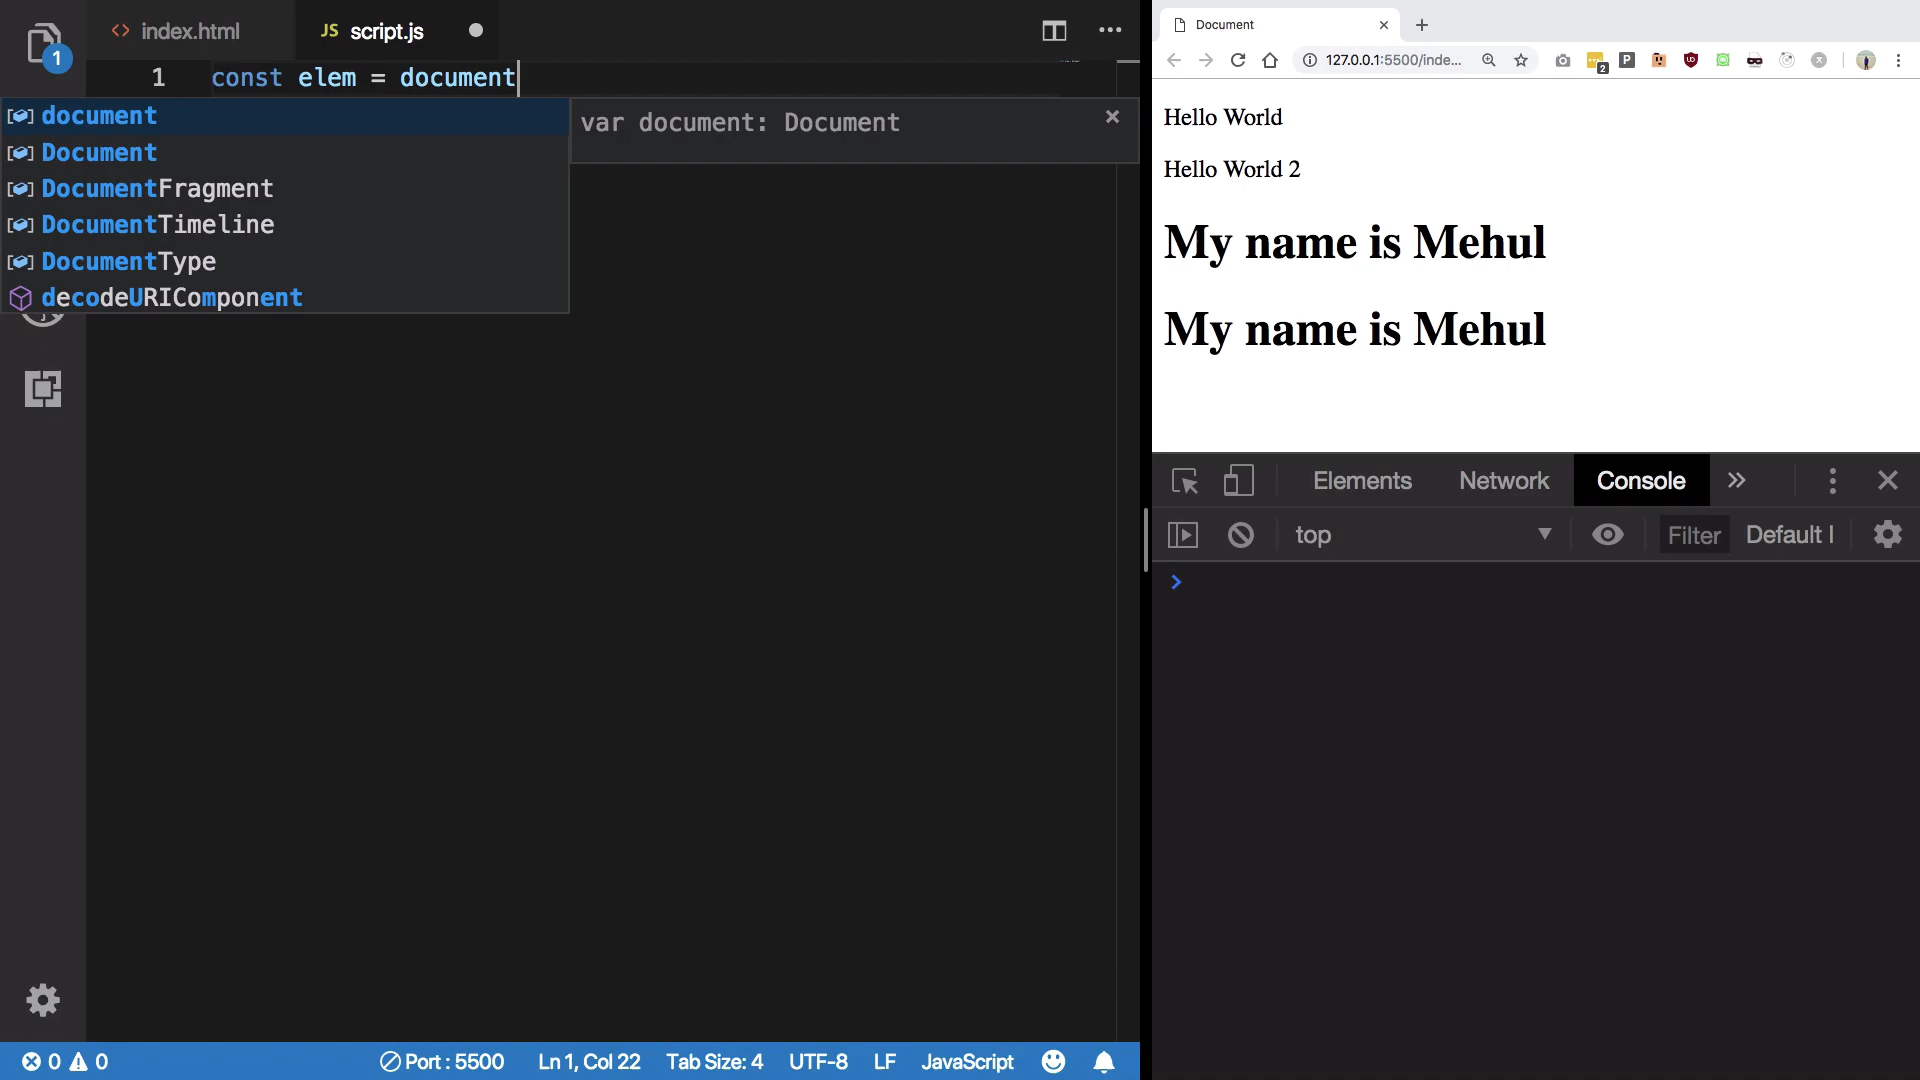 index.html
JS script.js
1
1 const elem = document
document
var document: Document
Document
DocumentFragment
DocumentTimeline
DocumentType
decodeURIComponent
0 0 Port : 5500 Ln 1, Col 22 Tab Size: 4 UTF-8 LF JavaScript
Document
127.0.0.1:5500/inde...
2
P
Hello World
Hello World 2
My name is Mehul
My name is Mehul
Elements Network Console
top Filter Default l